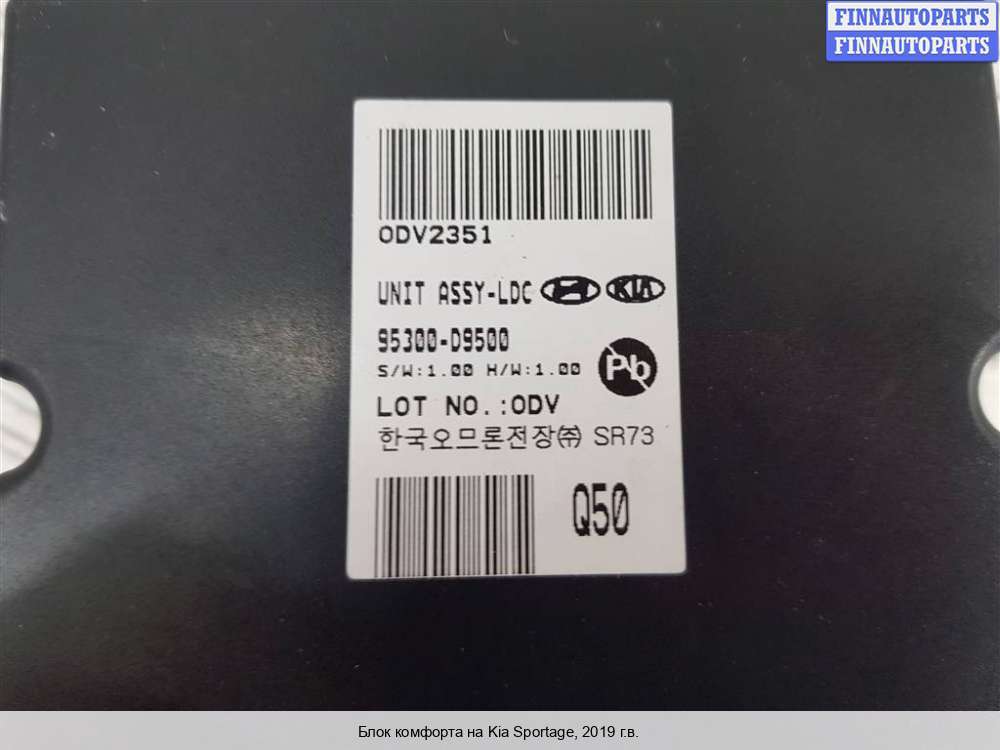 FINNAUTOPARTS
FINNAUTOPARTS
ODV2351
UNIT ASSY-LDC KIA
95300-D9500
S/W:1.00 H/W:1.00 Pb
LOT NO.:ODV
한국오므론전장㈜ SR73
Q50
Блок комфорта на Kia Sportage, 2019 г.в.